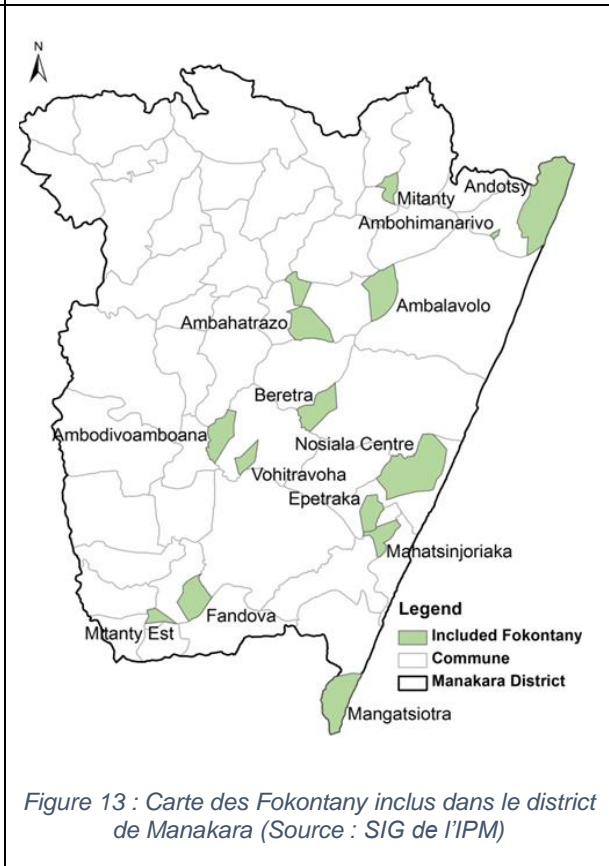 N
Mitanty
Andotsy
Ambohimanarivo
Ambalavolo
Ambahatrazo
Beretra
Ambodivoamboana
Nosiala Centre
Vohitravoha
Epetraka
Mahatsinjoriaka
Legend
Included Fokontany
Commune
Manakara District
Fandova
Mitanty Est
Mangatsiotra
Figure 13 : Carte des Fokontany inclus dans le district
de Manakara (Source : SIG de l'IPM)